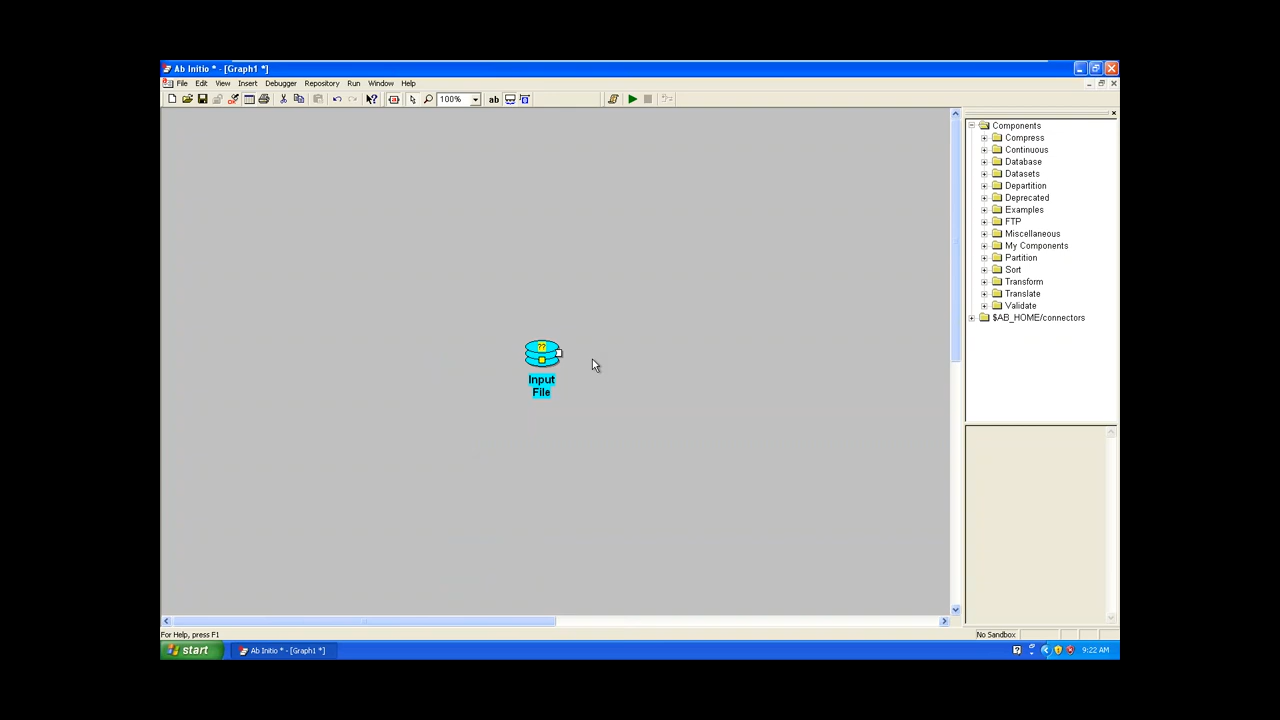 Ab Initio * - [Graph1 *]
File Edit View Insert Debugger Repository Run Window Help
100% ab
Components
Compress
Continuous
Database
Datasets
Departition
Deprecated
Examples
FTP
Miscellaneous
My Components
Partition
Sort
Transform
Translate
Validate
$AB_HOME/connectors
??
Input
File
For Help, press F1
No Sandbox
start
Ab Initio * - [Graph1 *]
9:22 AM